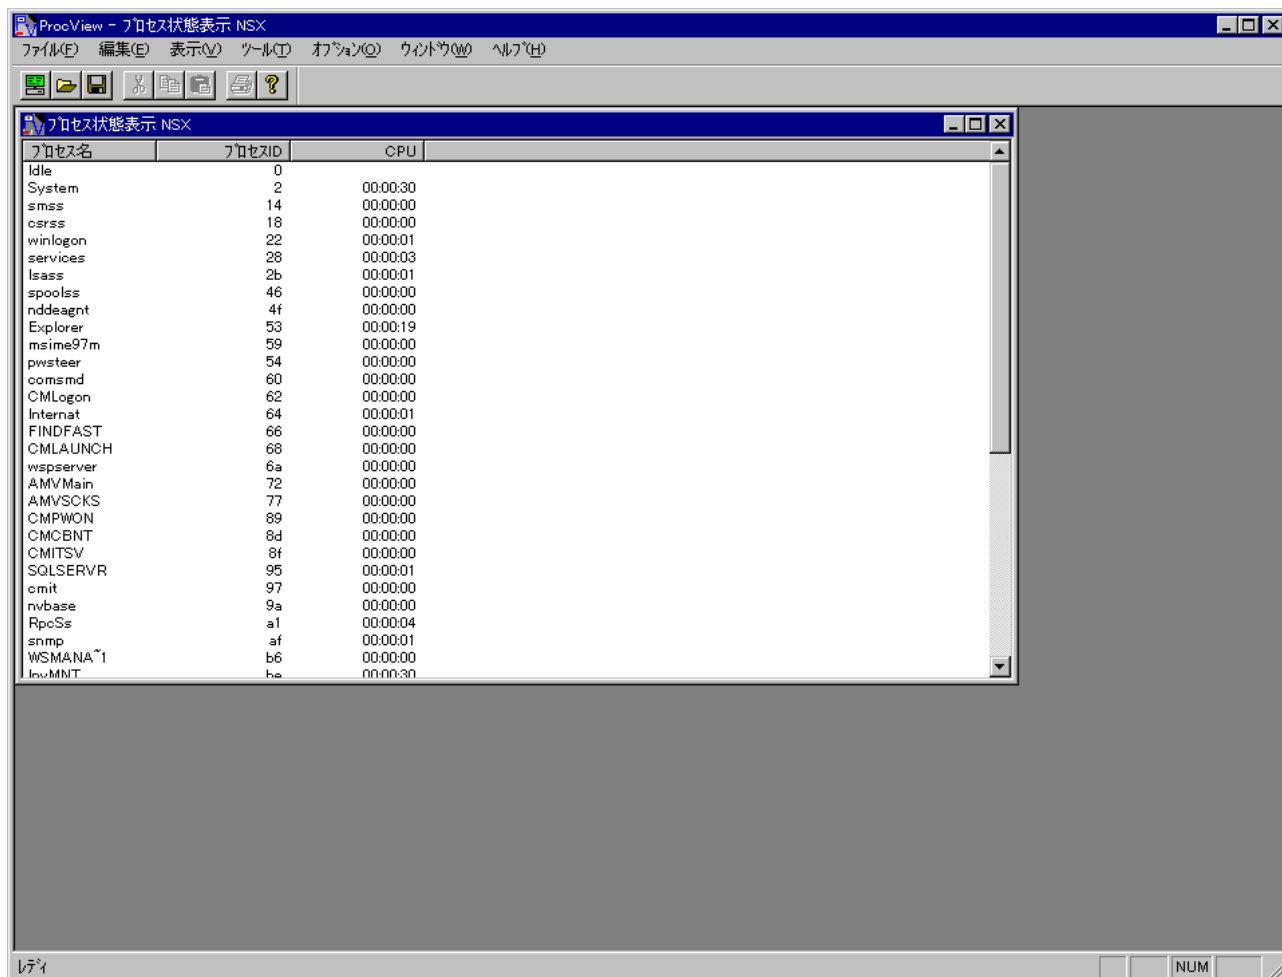 ProcView - プロセス状態表示 NSX
ファイル(F) 編集(E) 表示(V) ツール(T) オプション(O) ウィンドウ(W) ヘルプ(H)
プロセス状態表示 NSX
プロセス名 プロセスID CPU
Idle 0
System 2 00:00:30
smss 14 00:00:00
csrss 18 00:00:00
winlogon 22 00:00:01
services 28 00:00:03
lsass 2b 00:00:01
spoolss 46 00:00:00
nddeagnt 4f 00:00:00
Explorer 53 00:00:19
msime97m 59 00:00:00
pwsteer 54 00:00:00
comsmd 60 00:00:00
CMLogon 62 00:00:00
Internat 64 00:00:01
FINDFAST 66 00:00:00
CMLAUNCH 68 00:00:00
wspserver 6a 00:00:00
AMVMain 72 00:00:00
AMVSCKS 77 00:00:00
CMPWON 89 00:00:00
CMCBNT 8d 00:00:00
CMITSV 8f 00:00:00
SQLSERVR 95 00:00:01
cmit 97 00:00:00
nvbase 9a 00:00:00
RpcSs a1 00:00:04
snmp af 00:00:01
WSMANA~1 b6 00:00:00
InvMNT be 00:00:30
レディ NUM